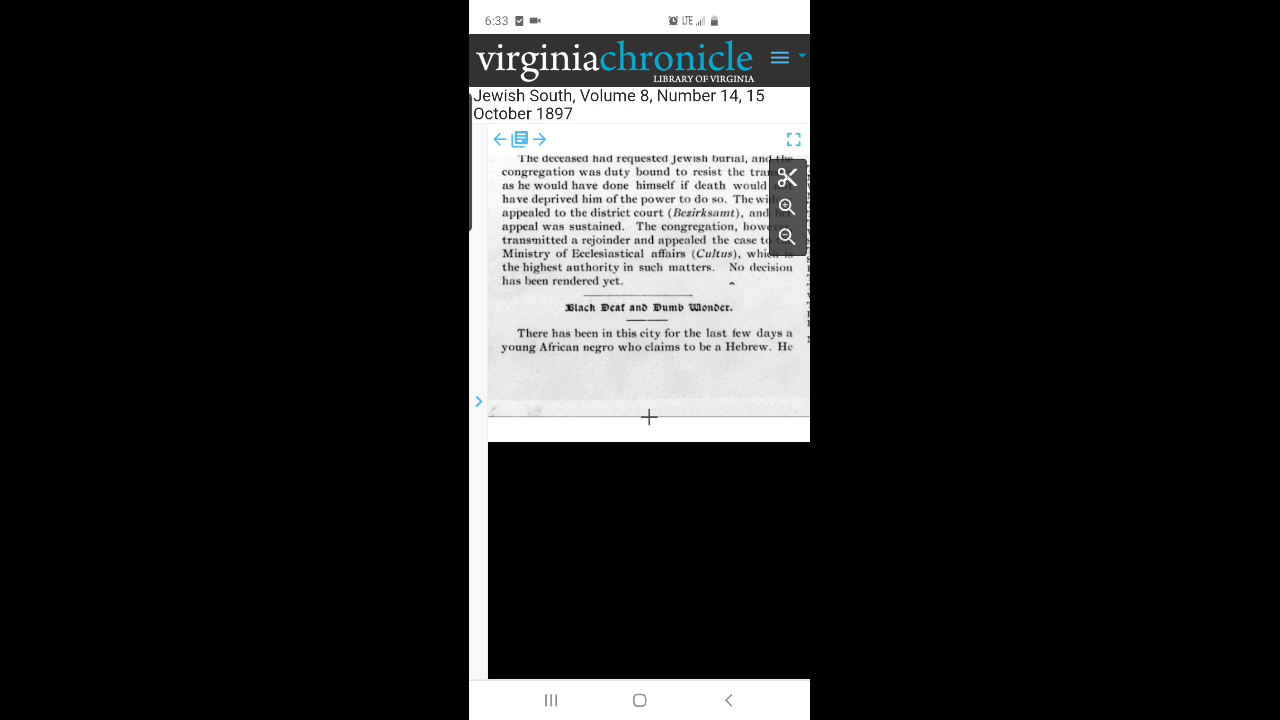 6:33 LTE
virginiachronicle
LIBRARY OF VIRGINIA
Jewish South, Volume 8, Number 14, 15
October 1897
The deceased had requested Jewish burial, and the
congregation was duty bound to resist the
as he would have done himself if death would
have deprived him of the power to do so. The
appealed to the district court (Bezirksamt), and
appeal was sustained. The congregation,
transmitted a rejoinder and appealed the case to
Ministry of Ecclesiastical affairs (Cultus), which is
the highest authority in such matters. No decision
has been rendered yet.
Black Deaf and Dumb Wonder.
There has been in this city for the last few days a
young African negro who claims to be a Hebrew. He